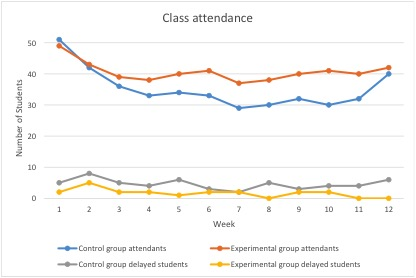 Class attendance
Number of Students
50
40
30
20
10
0
1 2 3 4 5 6 7 8 9 10 11 12
Week
Control group attendants
Experimental group attendants
Control group delayed students
Experimental group delayed students